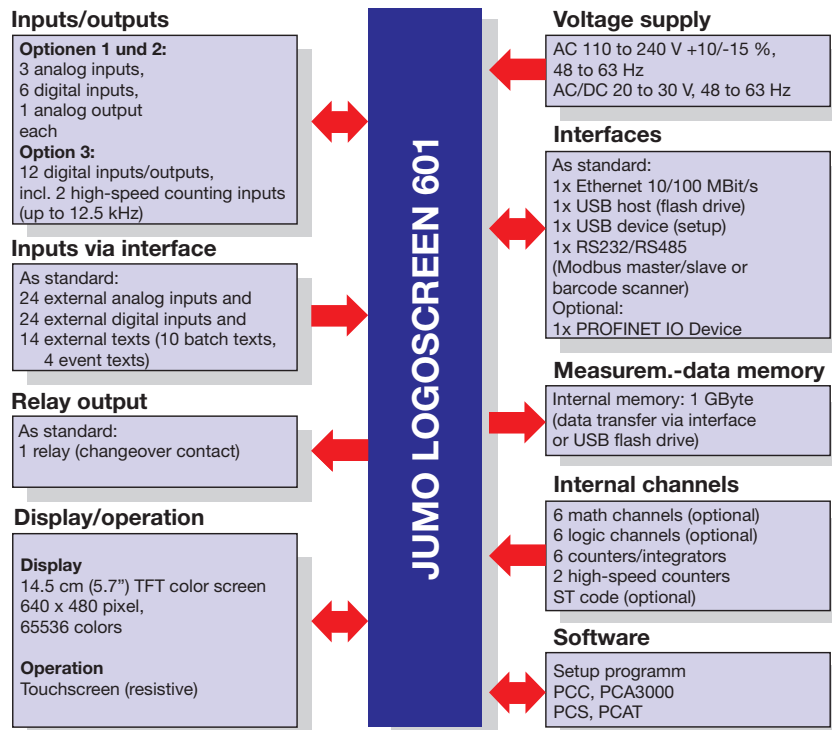 Inputs/outputs
Optionen 1 und 2:
3 analog inputs,
6 digital inputs,
1 analog output
each
Option 3:
12 digital inputs/outputs,
incl. 2 high-speed counting inputs
(up to 12.5 kHz)
Inputs via interface
As standard:
24 external analog inputs and
24 external digital inputs and
14 external texts (10 batch texts,
4 event texts)
Relay output
As standard:
1 relay (changeover contact)
Display/operation
Display
14.5 cm (5.7”) TFT color screen
640 x 480 pixel,
65536 colors
Operation
Touchscreen (resistive)
JUMO LOGOSCREEN 601
Voltage supply
AC 110 to 240 V +10/-15 %,
48 to 63 Hz
AC/DC 20 to 30 V, 48 to 63 Hz
Interfaces
As standard:
1x Ethernet 10/100 MBit/s
1x USB host (flash drive)
1x USB device (setup)
1x RS232/RS485
(Modbus master/slave or
barcode scanner)
Optional:
1x PROFINET IO Device
Measurem.-data memory
Internal memory: 1 GByte
(data transfer via interface
or USB flash drive)
Internal channels
6 math channels (optional)
6 logic channels (optional)
6 counters/integrators
2 high-speed counters
ST code (optional)
Software
Setup programm
PCC, PCA3000
PCS, PCAT